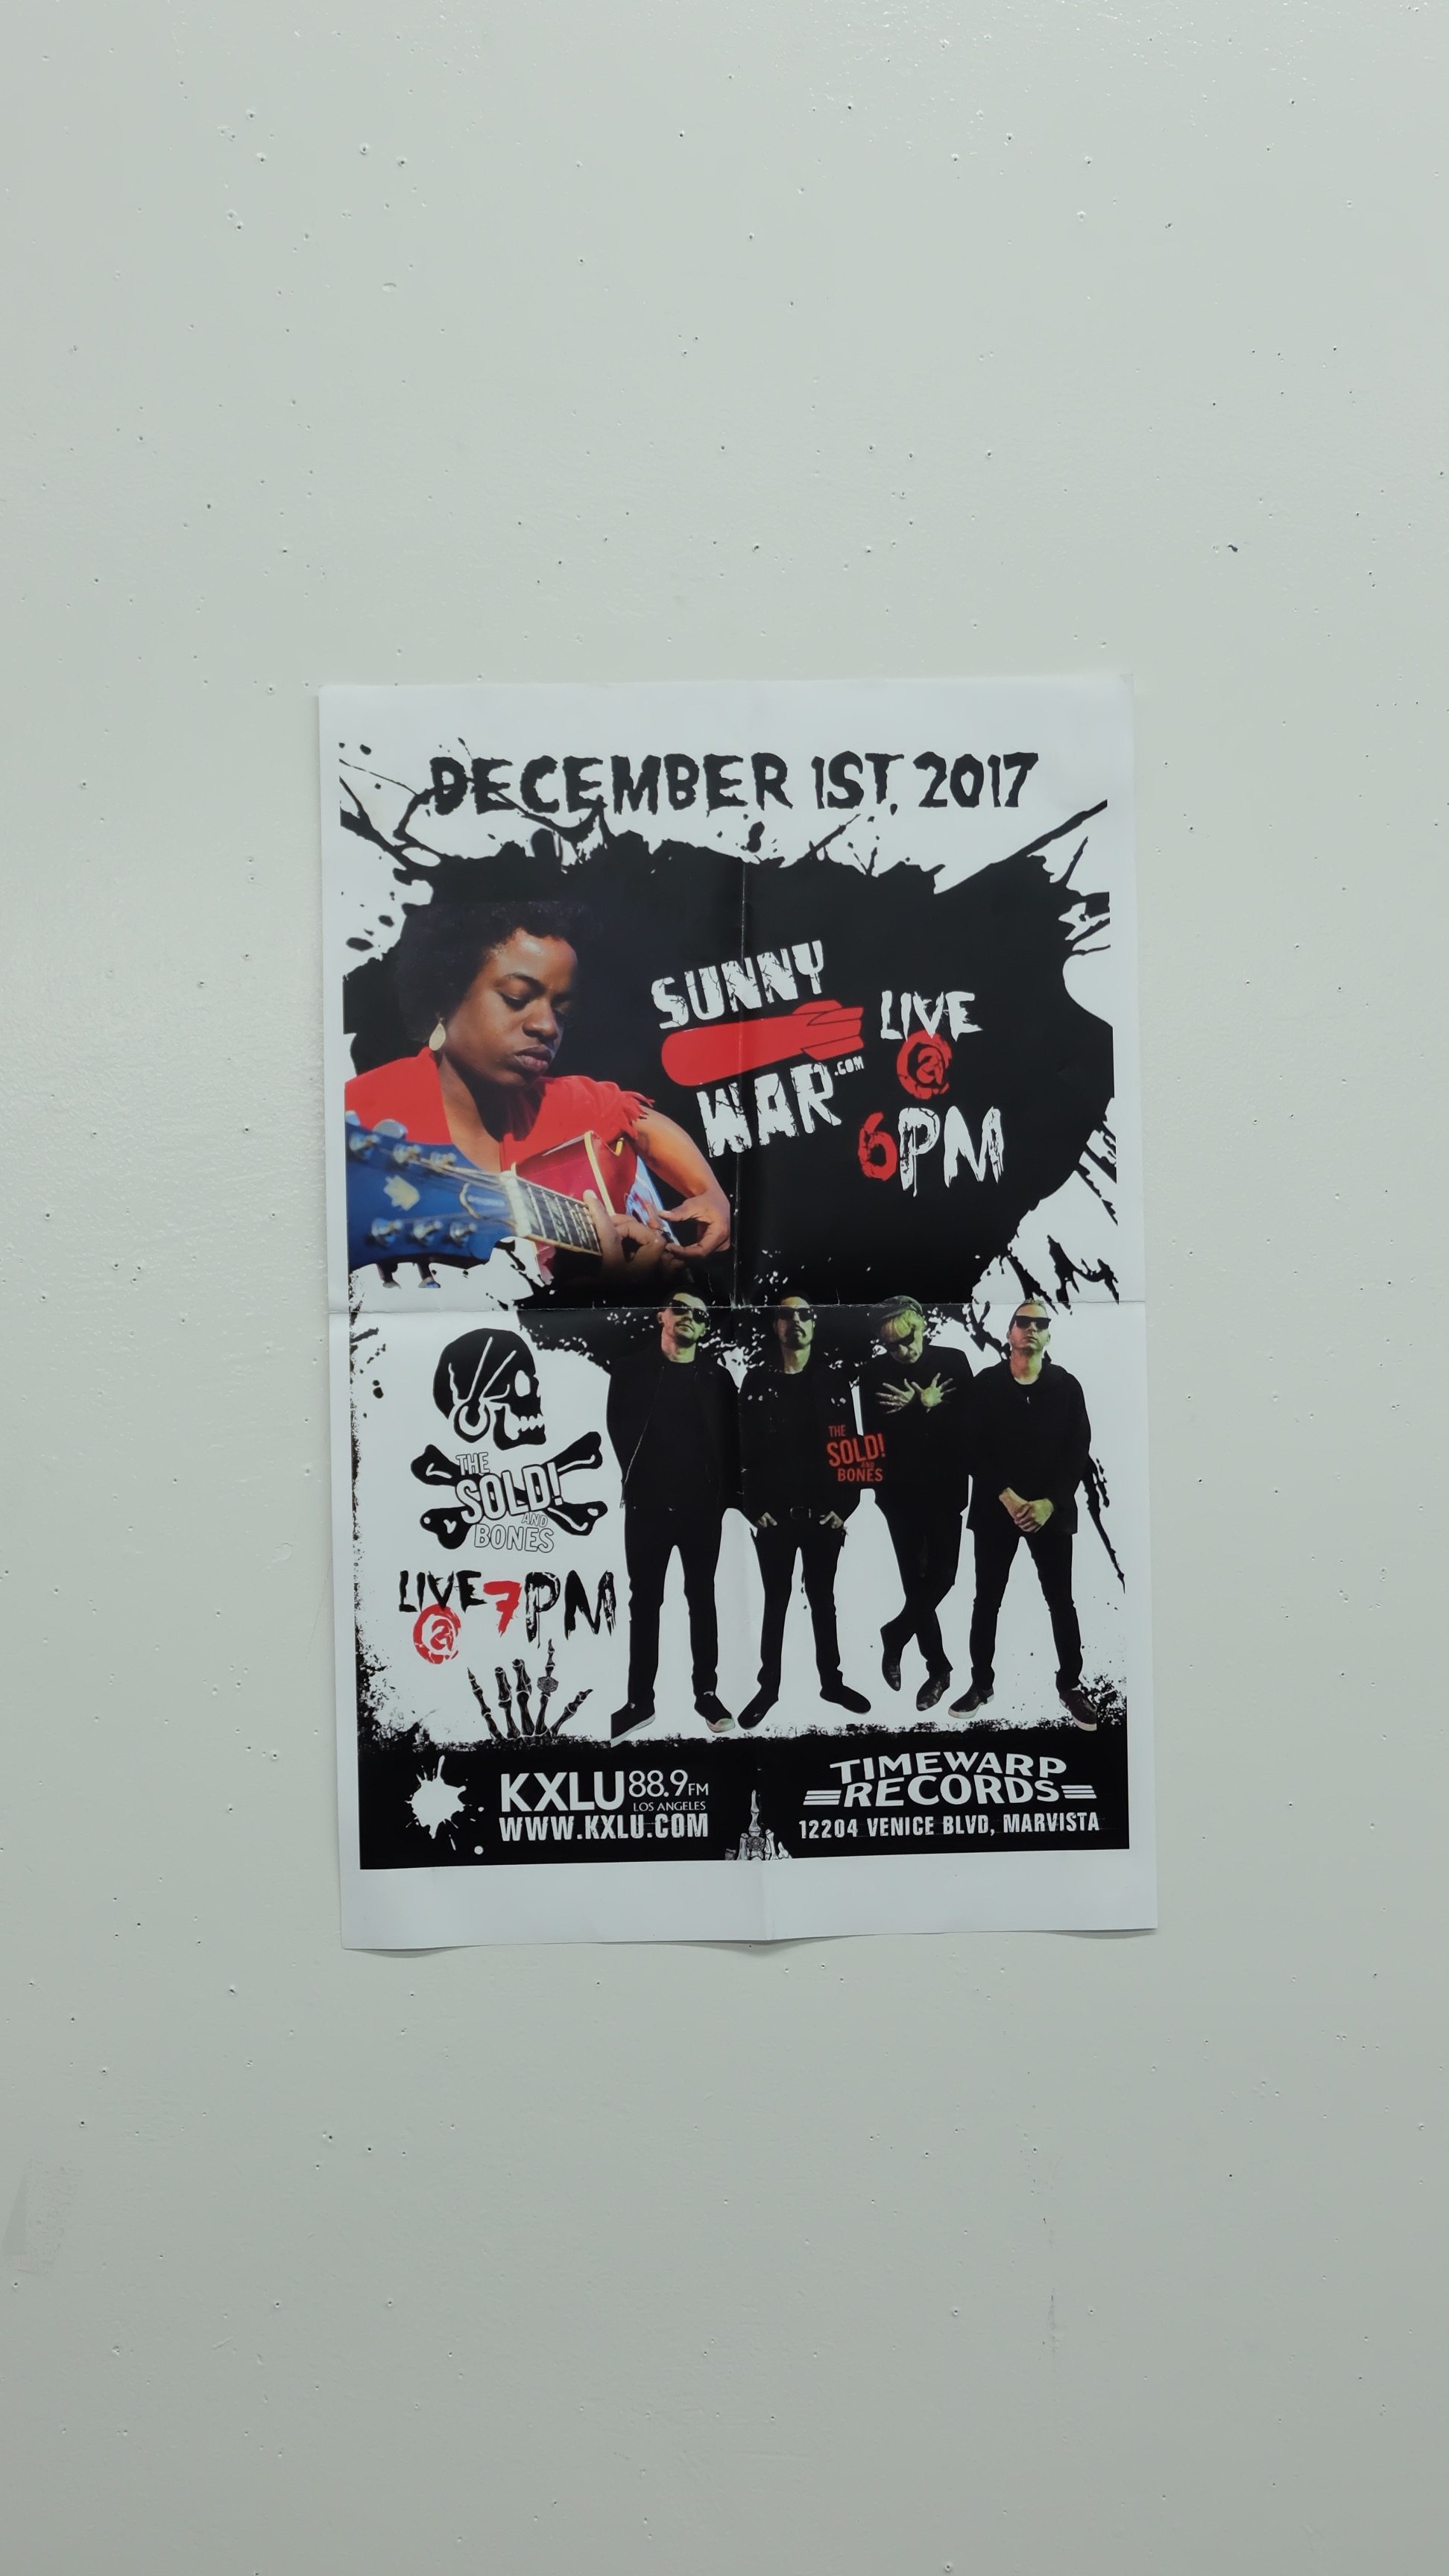 DECEMBER 1ST, 2017
SUNNY
WAR.COM
LIVE
@
6PM
THE
SOLD!
AND
BONES
LIVE
@
7PM
THE
SOLD!
AND
BONES
KXLU 88.9 FM
LOS ANGELES
WWW.KXLU.COM
TIMEWARP
RECORDS
12204 VENICE BLVD, MARVISTA